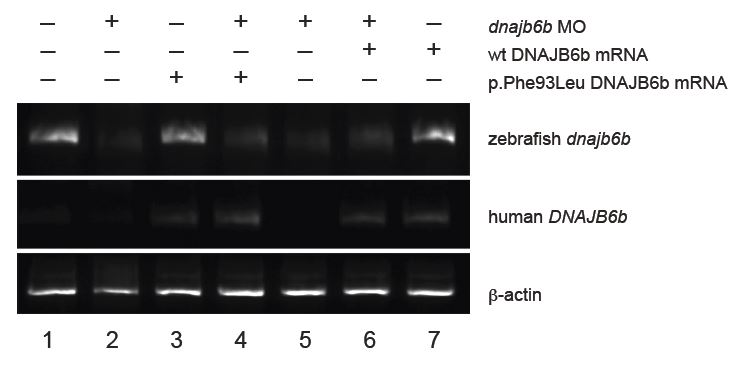 – + – + + + – dnajb6b MO
– – – – – + + wt DNAJB6b mRNA
– – + + – – – p.Phe93Leu DNAJB6b mRNA
zebrafish dnajb6b
human DNAJB6b
β-actin
1 2 3 4 5 6 7